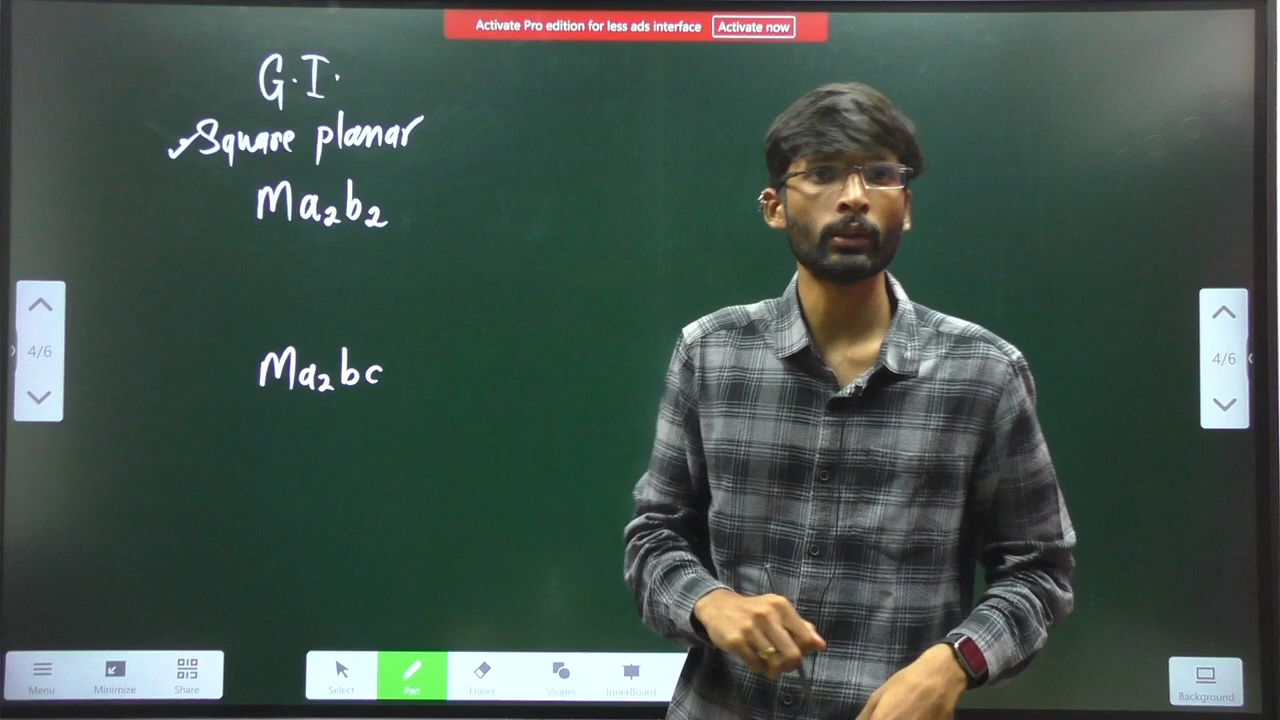 Activate Pro edition for less ads interface Activate now
G.I.
Square planar
Ma₂b₂
Ma₂bc
4/6
4/6
Menu
Minimize
Share
Select
Pen
Eraser
Shapes
InnerBoard
Background